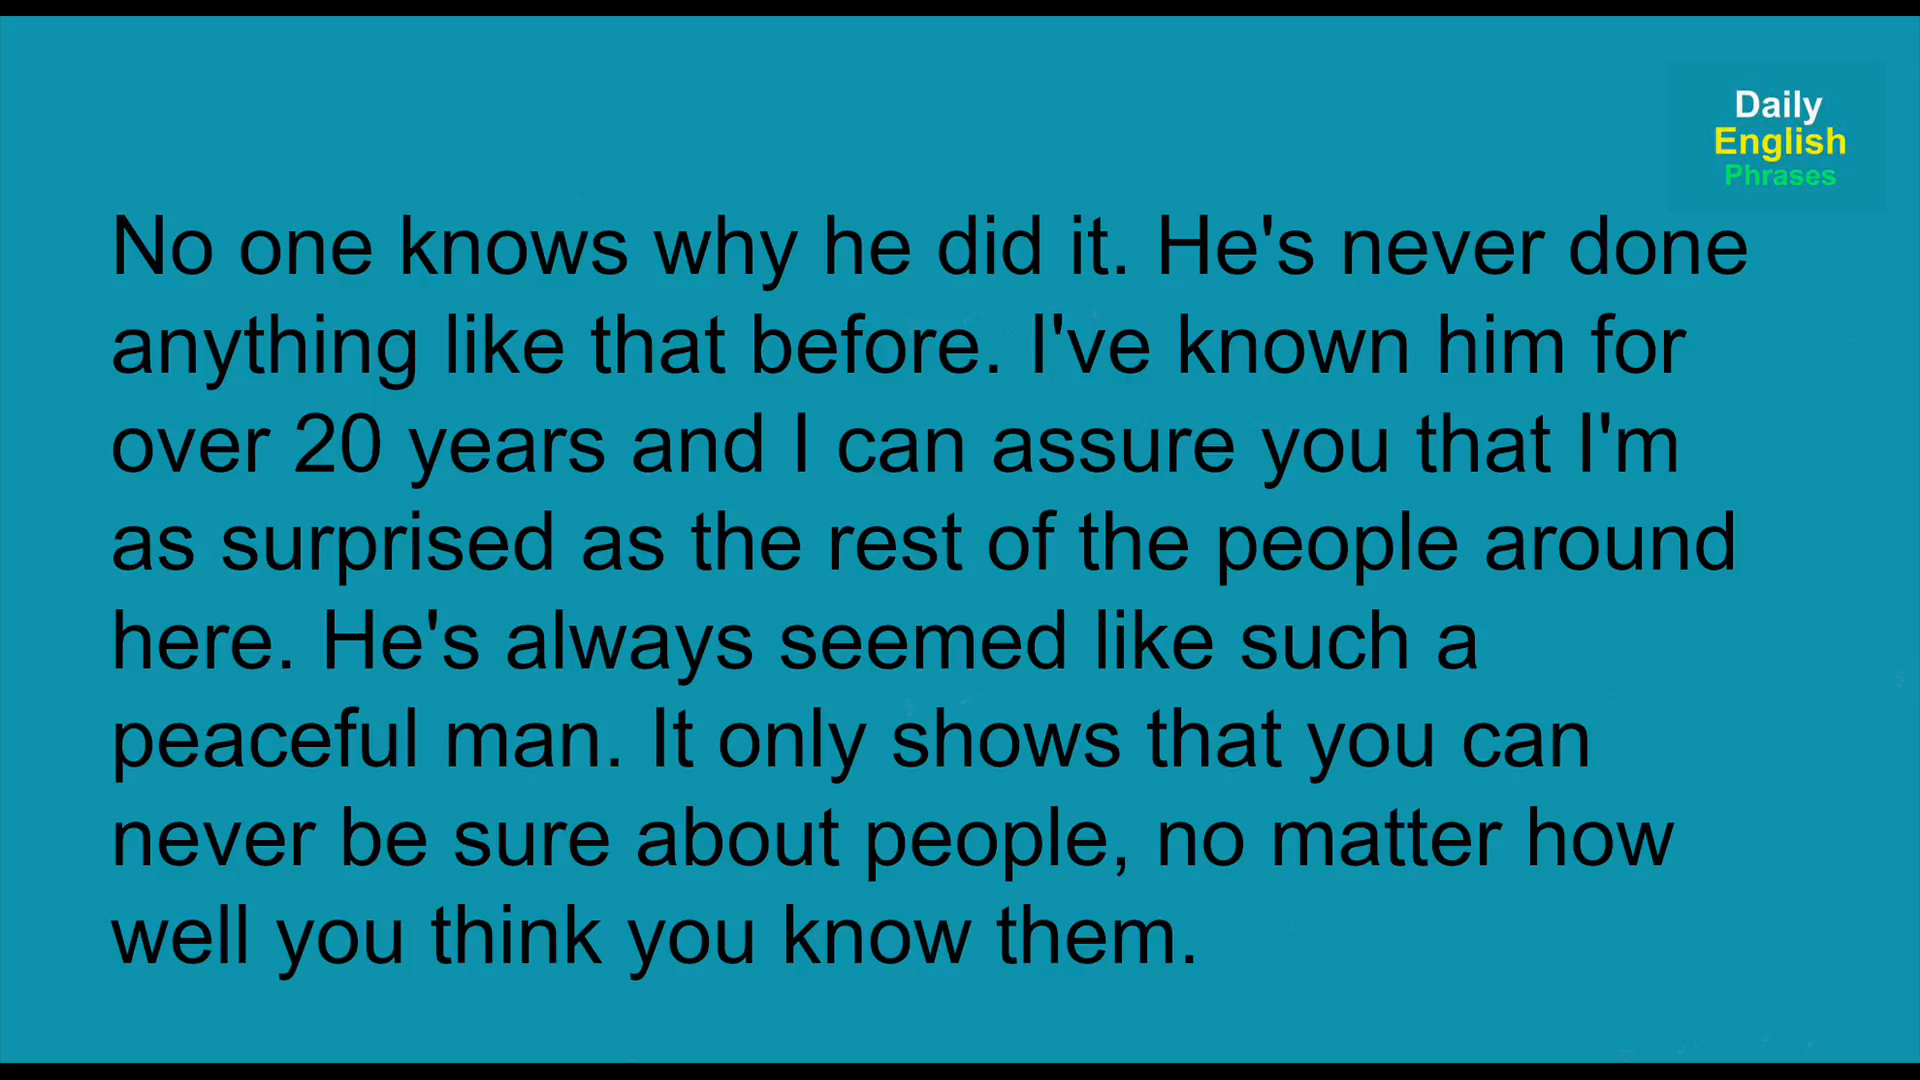 Daily
English
Phrases
No one knows why he did it. He's never done
anything like that before. I've known him for
over 20 years and I can assure you that I'm
as surprised as the rest of the people around
here. He's always seemed like such a
peaceful man. It only shows that you can
never be sure about people, no matter how
well you think you know them.